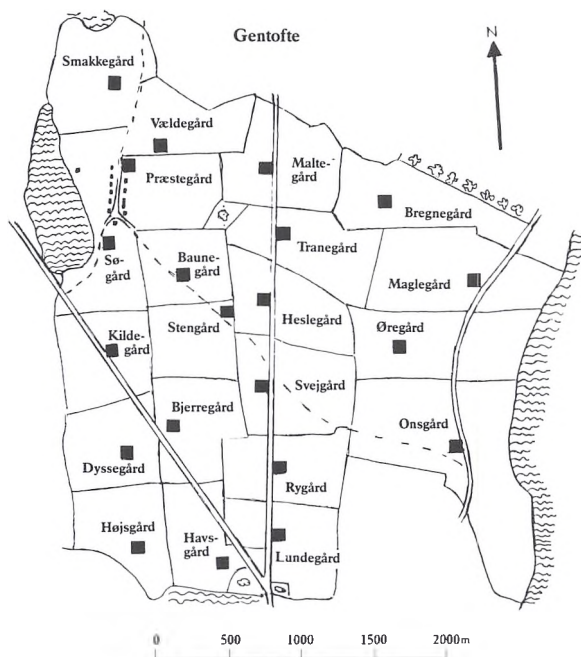 Gentofte
N
Smakkegård
Vældegård
Malte-
gård
Præstegård
Bregnegård
Tranegård
Sø-
gård
Baune-
gård
Maglegård
Heslegård
Stengård
Øregård
Kilde-
gård
Svejgård
Bjerregård
Onsgård
Dyssegård
Rygård
Højsgård
Havs-
gård
Lundegård
0 500 1000 1500 2000m